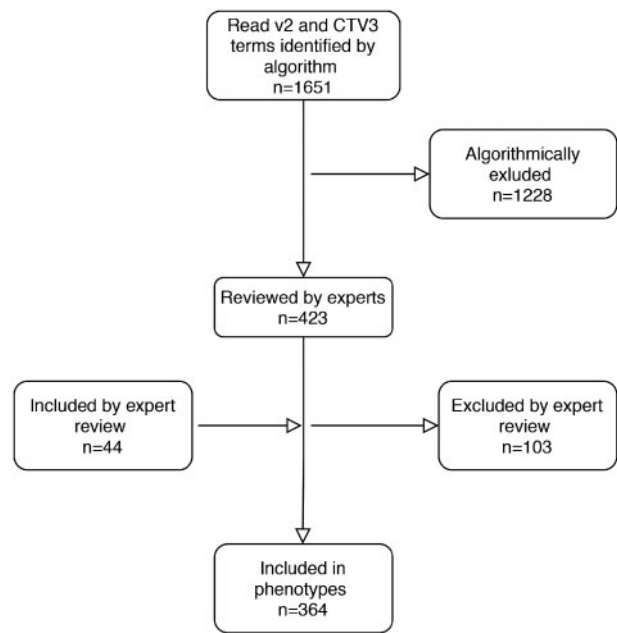 Read v2 and CTV3
terms identified by
algorithm
n=1651
Algorithmically
exluded
n=1228
Reviewed by experts
n=423
Included by expert
review
n=44
Excluded by expert
review
n=103
Included in
phenotypes
n=364